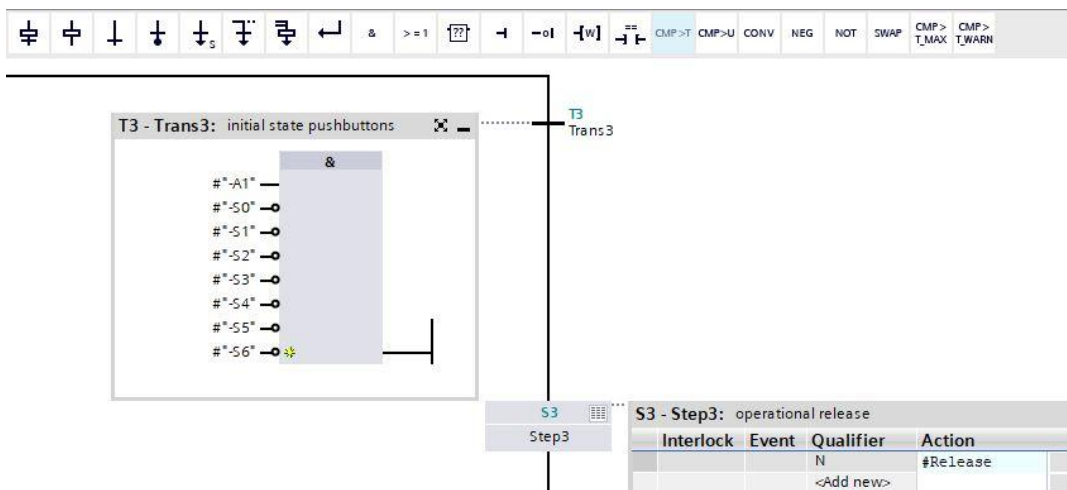 & >=1 [??] [w] == CMP>T CMP>U CONV NEG NOT SWAP CMP> T_MAX CMP> T_WARN
T3
Trans3
T3 - Trans3: initial state pushbuttons
&
#"-A1"
#"-S0"
#"-S1"
#"-S2"
#"-S3"
#"-S4"
#"-S5"
#"-S6"
S3
Step3
S3 - Step3: operational release
Interlock Event Qualifier Action
N #Release
<Add new>